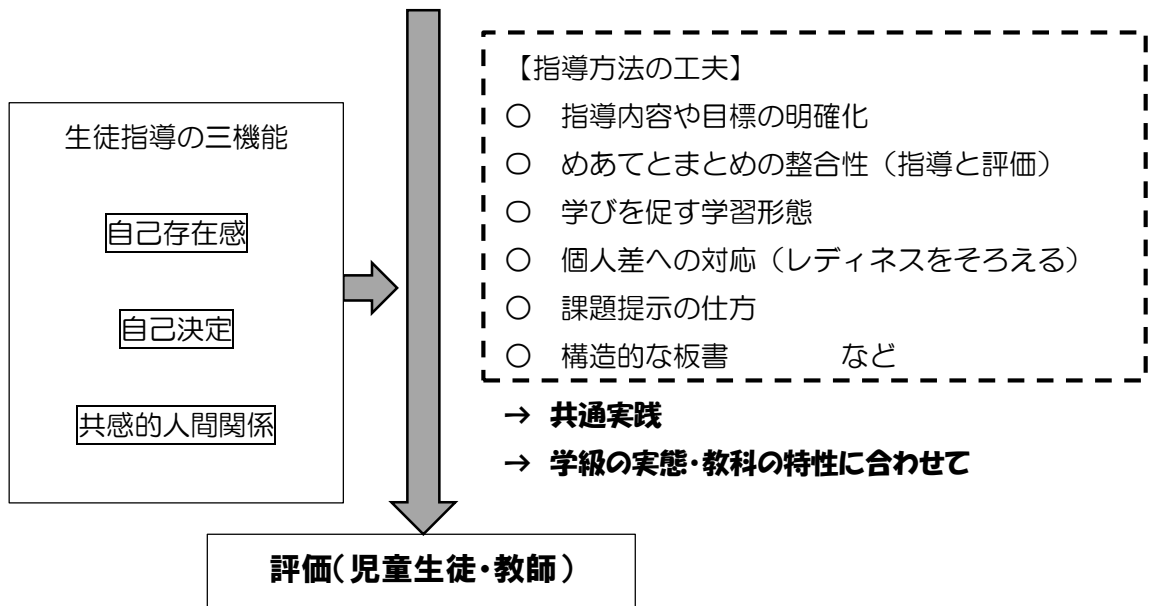 生徒指導の三機能
自己存在感
自己決定
共感的人間関係
【指導方法の工夫】
○ 指導内容や目標の明確化
○ めあてとまとめの整合性（指導と評価）
○ 学びを促す学習形態
○ 個人差への対応（レディネスをそろえる）
○ 課題提示の仕方
○ 構造的な板書 など
→ 共通実践
→ 学級の実態・教科の特性に合わせて
評価（児童生徒・教師）